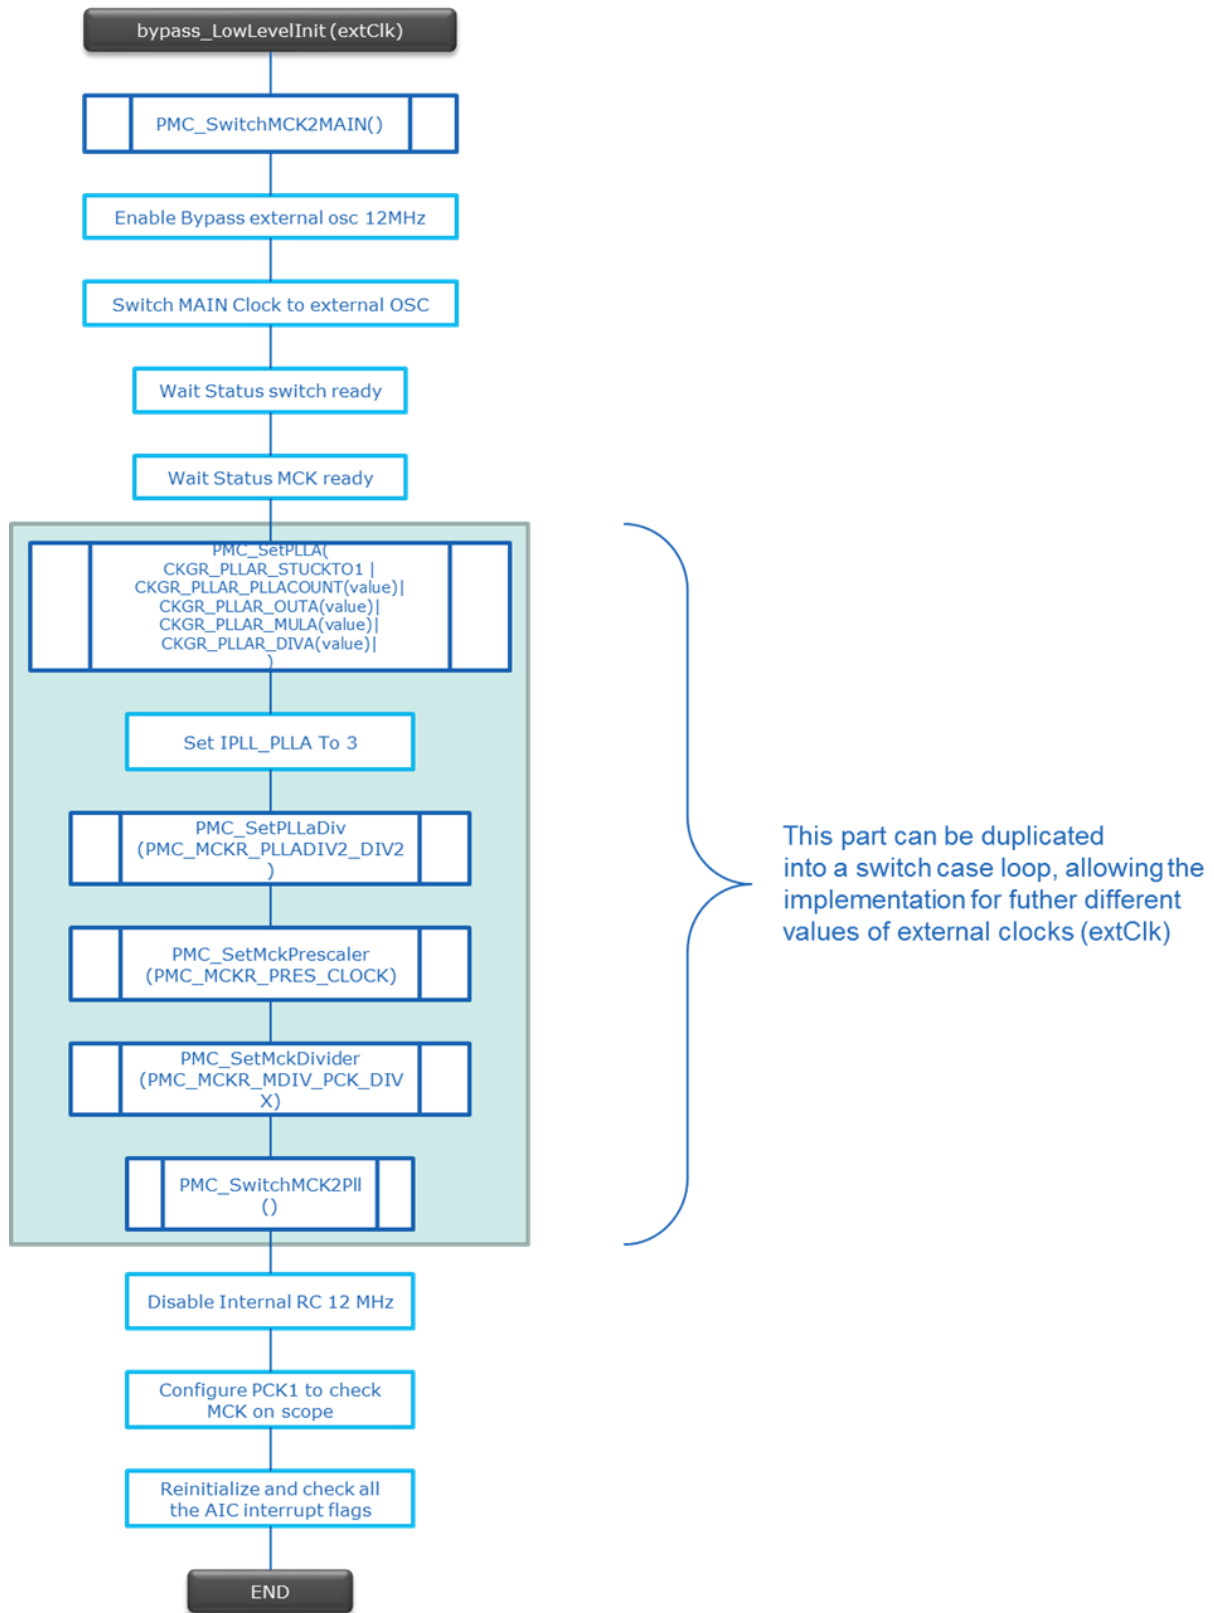 bypass_LowLevelInit (extClk)
PMC_SwitchMCK2MAIN()
Enable Bypass external osc 12MHz
Switch MAIN Clock to external OSC
Wait Status switch ready
Wait Status MCK ready
PMC_SetPLLA(
CKGR_PLLAR_STUCKTO1 |
CKGR_PLLAR_PLLACOUNT(value)|
CKGR_PLLAR_OUTA(value)|
CKGR_PLLAR_MULA(value)|
CKGR_PLLAR_DIVA(value)|
)
Set IPLL_PLLA To 3
PMC_SetPLLaDiv
(PMC_MCKR_PLLADIV2_DIV2
)
PMC_SetMckPrescaler
(PMC_MCKR_PRES_CLOCK)
PMC_SetMckDivider
(PMC_MCKR_MDIV_PCK_DIV
X)
PMC_SwitchMCK2Pll
()
This part can be duplicated
into a switch case loop, allowing the
implementation for futher different
values of external clocks (extClk)
Disable Internal RC 12 MHz
Configure PCK1 to check
MCK on scope
Reinitialize and check all
the AIC interrupt flags
END